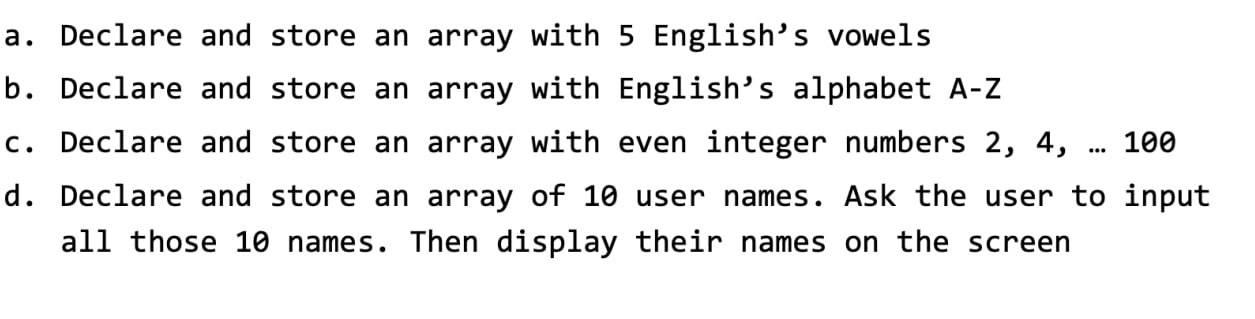 a. Declare and store an array with 5 English’s vowels
b. Declare and store an array with English’s alphabet A-Z
c. Declare and store an array with even integer numbers 2, 4, … 100
d. Declare and store an array of 10 user names. Ask the user to input
all those 10 names. Then display their names on the screen